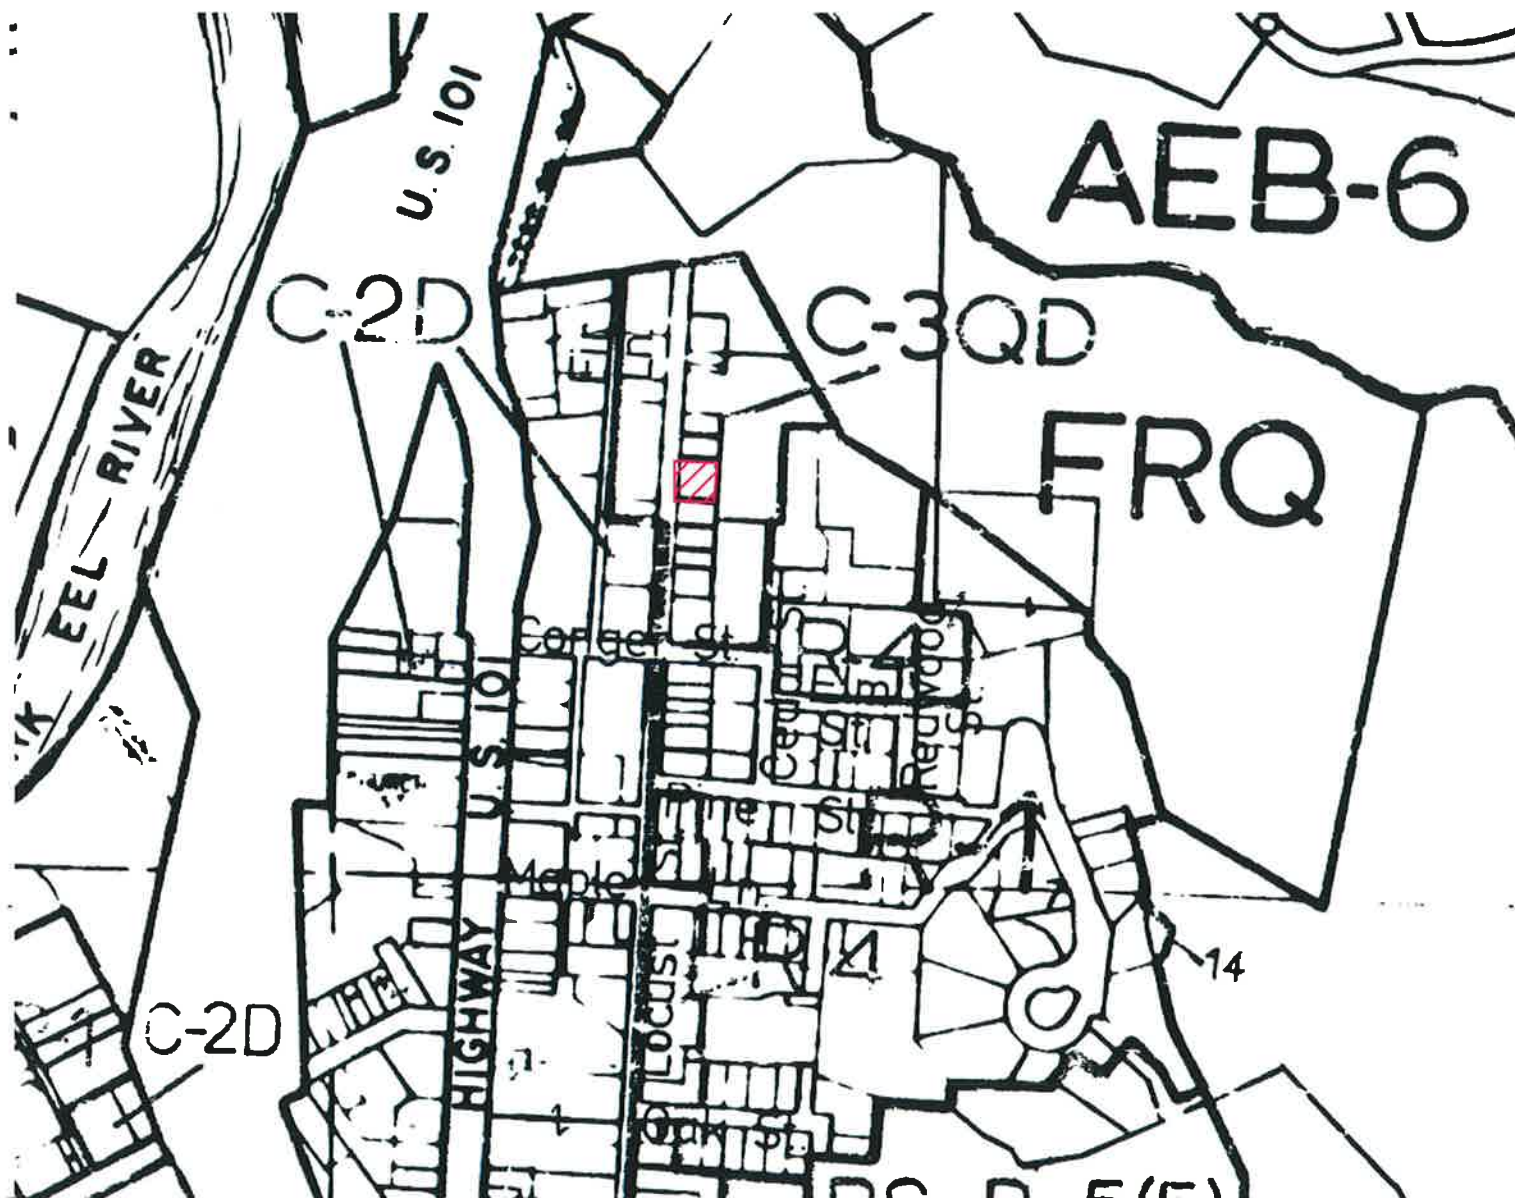 U.S. 101
AEB-6
C-2D
C-3QD
EEL RIVER
FRQ
Conger St.
R-4
Elm St.
Cedar
Redwood St.
U.S. 101
Pine St.
Maple
14
HIGHWAY
Locust St.
C-2D
Oak St.